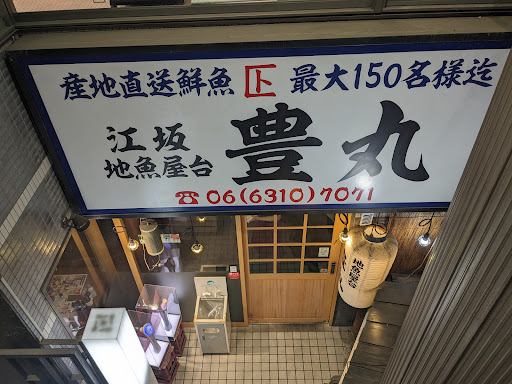 産地直送鮮魚 卜 最大150名様迄
江坂
地魚屋台
豊丸
☎06(6310)7071
地魚屋台